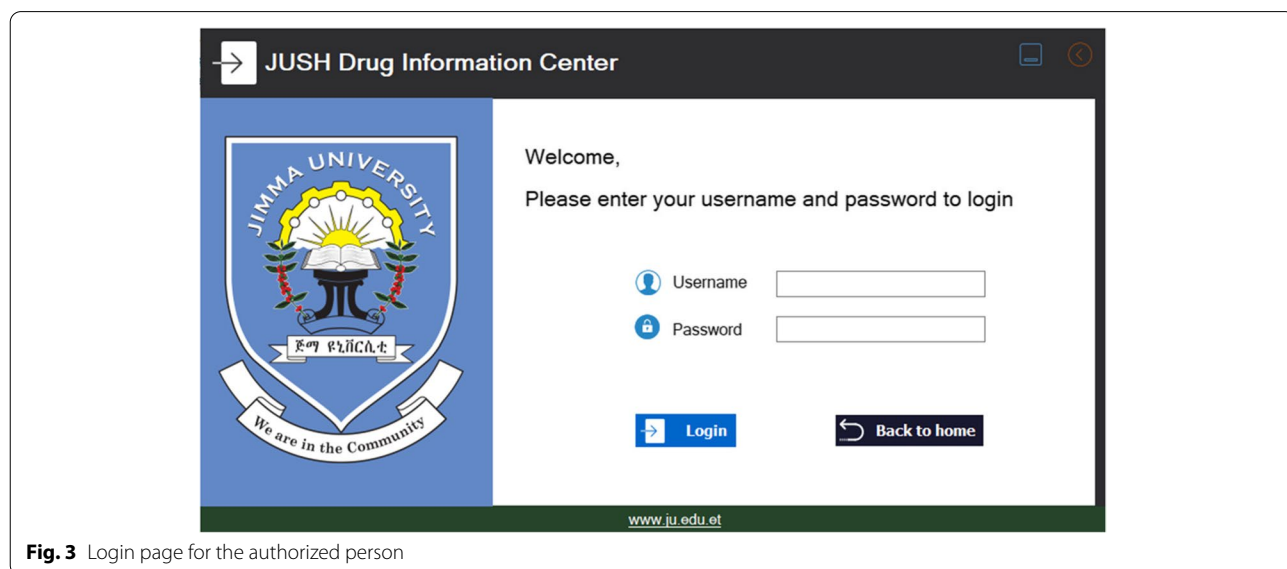 JUSH Drug Information Center
JIMMA UNIVERSITY
ጅማ ዩኒቨርሲቲ
We are in the Community
Welcome,
Please enter your username and password to login
Username
Password
Login
Back to home
www.ju.edu.et
Fig. 3 Login page for the authorized person